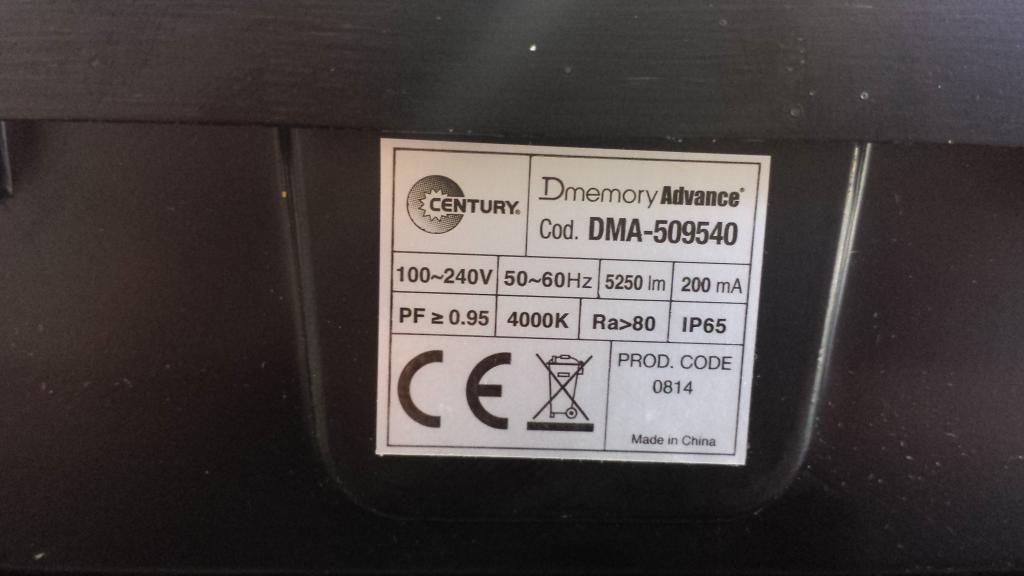 CENTURY®
Dmemory Advance®
Cod. DMA-509540
100~240V 50~60Hz 5250 lm 200 mA
PF ≥ 0.95 4000K Ra>80 IP65
CE
PROD. CODE
0814
Made in China